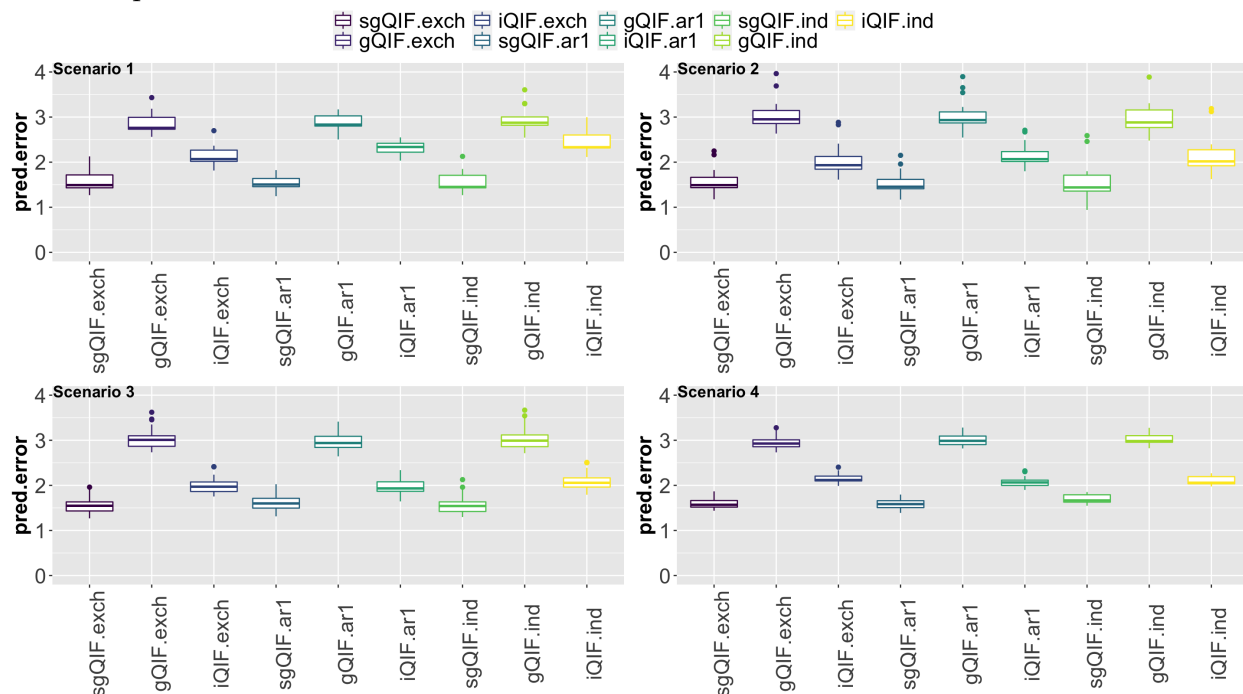 sgQIF.exch iQIF.exch gQIF.ar1 sgQIF.ind iQIF.ind
gQIF.exch sgQIF.ar1 iQIF.ar1 gQIF.ind
Scenario 1
pred.error
4
3
2
1
0
sgQIF.exch
gQIF.exch
iQIF.exch
sgQIF.ar1
gQIF.ar1
iQIF.ar1
sgQIF.ind
gQIF.ind
iQIF.ind
Scenario 2
pred.error
4
3
2
1
0
sgQIF.exch
gQIF.exch
iQIF.exch
sgQIF.ar1
gQIF.ar1
iQIF.ar1
sgQIF.ind
gQIF.ind
iQIF.ind
Scenario 3
pred.error
4
3
2
1
0
sgQIF.exch
gQIF.exch
iQIF.exch
sgQIF.ar1
gQIF.ar1
iQIF.ar1
sgQIF.ind
gQIF.ind
iQIF.ind
Scenario 4
pred.error
4
3
2
1
0
sgQIF.exch
gQIF.exch
iQIF.exch
sgQIF.ar1
gQIF.ar1
iQIF.ar1
sgQIF.ind
gQIF.ind
iQIF.ind